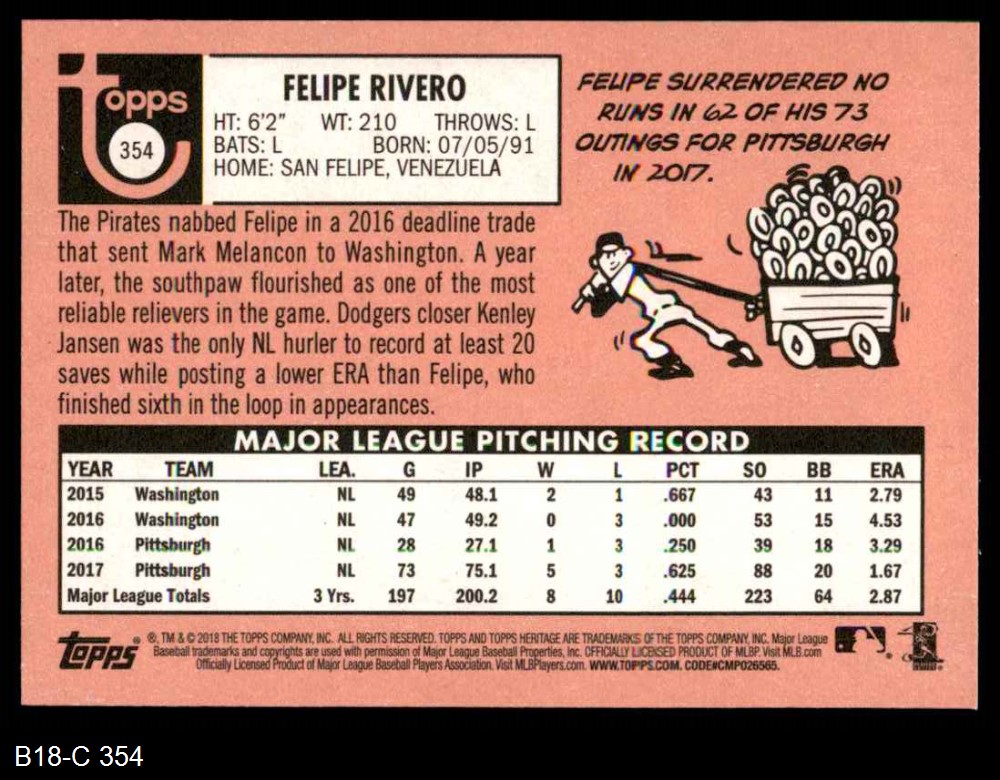 Topps
354
FELIPE RIVERO
HT: 6'2" WT: 210 THROWS: L
BATS: L BORN: 07/05/91
HOME: SAN FELIPE, VENEZUELA
FELIPE SURRENDERED NO
RUNS IN 62 OF HIS 73
OUTINGS FOR PITTSBURGH
IN 2017.
The Pirates nabbed Felipe in a 2016 deadline trade
that sent Mark Melancon to Washington. A year
later, the southpaw flourished as one of the most
reliable relievers in the game. Dodgers closer Kenley
Jansen was the only NL hurler to record at least 20
saves while posting a lower ERA than Felipe, who
finished sixth in the loop in appearances.
MAJOR LEAGUE PITCHING RECORD
YEAR TEAM LEA. G IP W L PCT SO BB ERA
2015 Washington NL 49 48.1 2 1 .667 43 11 2.79
2016 Washington NL 47 49.2 0 3 .000 53 15 4.53
2016 Pittsburgh NL 28 27.1 1 3 .250 39 18 3.29
2017 Pittsburgh NL 73 75.1 5 3 .625 88 20 1.67
Major League Totals 3 Yrs. 197 200.2 8 10 .444 223 64 2.87
Topps ®
®, TM & © 2018 THE TOPPS COMPANY, INC. ALL RIGHTS RESERVED. TOPPS AND TOPPS HERITAGE ARE TRADEMARKS OF THE TOPPS COMPANY, INC. Major League
Baseball trademarks and copyrights are used with permission of Major League Baseball Properties, Inc. OFFICIALLY LICENSED PRODUCT OF MLBP. Visit MLB.com
Officially Licensed Product of Major League Baseball Players Association. Visit MLBPlayers.com. WWW.TOPPS.COM. CODE#CMP026565.
B18-C 354